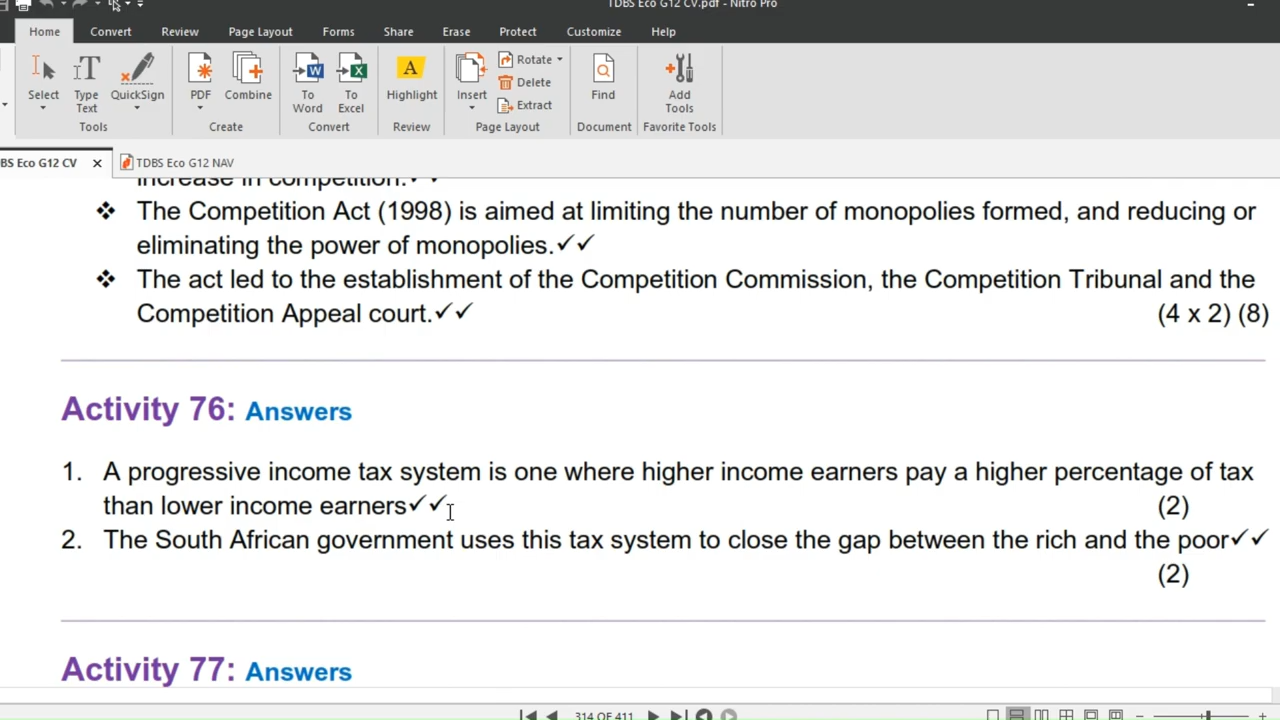 TDBS Eco G12 CV.pdf - Nitro Pro
Home Convert Review Page Layout Forms Share Erase Protect Customize Help
Select Type Text QuickSign PDF Combine To Word To Excel Highlight Insert Rotate Delete Extract Find Add Tools
Tools Create Convert Review Page Layout Document Favorite Tools
BS Eco G12 CV × TDBS Eco G12 NAV
increase in competition.✓✓
❖ The Competition Act (1998) is aimed at limiting the number of monopolies formed, and reducing or
eliminating the power of monopolies.✓✓
❖ The act led to the establishment of the Competition Commission, the Competition Tribunal and the
Competition Appeal court.✓✓ (4 x 2) (8)
Activity 76: Answers
1. A progressive income tax system is one where higher income earners pay a higher percentage of tax
than lower income earners✓✓ (2)
2. The South African government uses this tax system to close the gap between the rich and the poor✓✓
(2)
Activity 77: Answers
314 OF 411